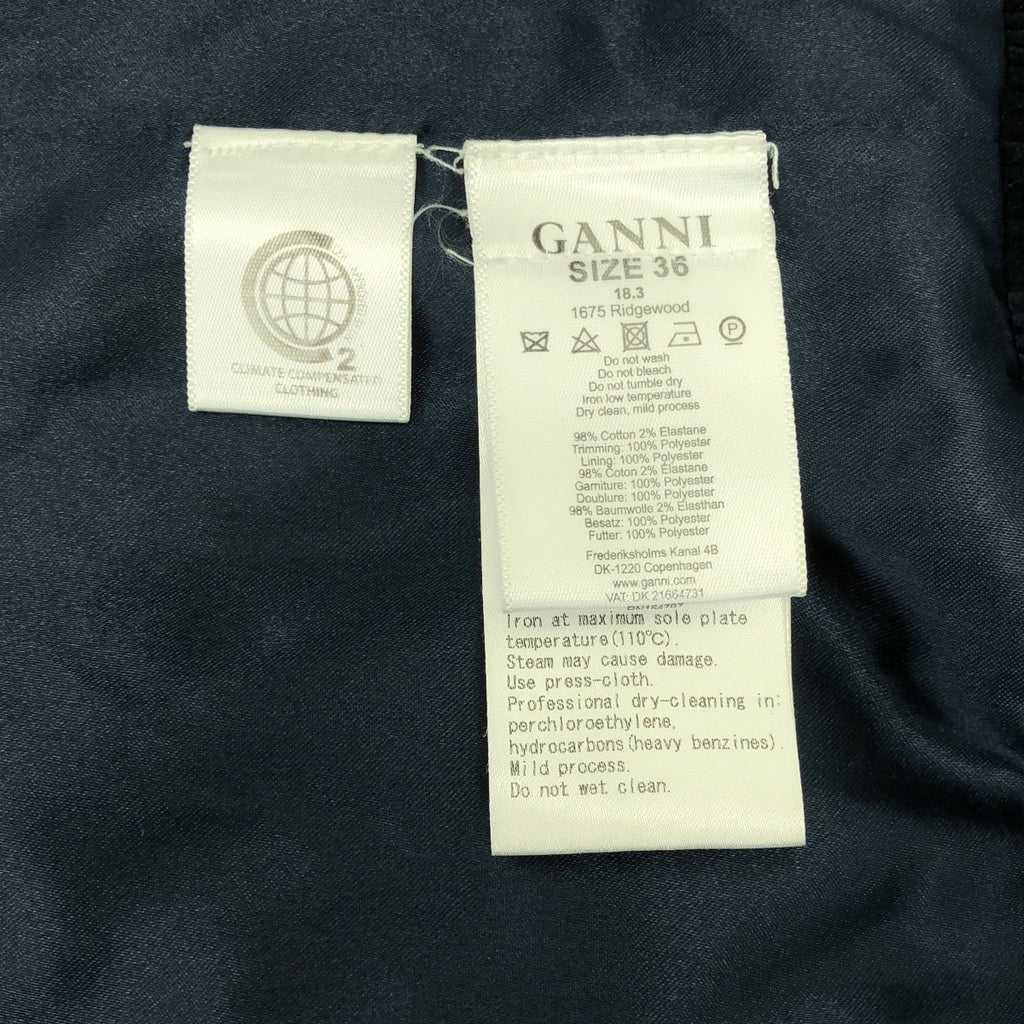 2
CLIMATE COMPENSATED
CLOTHING
GANNI
SIZE 36
18.3
1675 Ridgewood
P
Do not wash
Do not bleach
Do not tumble dry
Iron low temperature
Dry clean, mild process
98% Cotton 2% Elastane
Trimming: 100% Polyester
Lining: 100% Polyester
98% Coton 2% Elastane
Garniture: 100% Polyester
Doublure: 100% Polyester
98% Baumwolle 2% Elasthan
Besatz: 100% Polyester
Futter: 100% Polyester
Frederiksholms Kanal 4B
DK-1220 Copenhagen
www.ganni.com
VAT: DK 21664731
Iron at maximum sole plate
temperature(110℃).
Steam may cause damage.
Use press-cloth.
Professional dry-cleaning in:
perchloroethylene,
hydrocarbons(heavy benzines).
Mild process.
Do not wet clean.